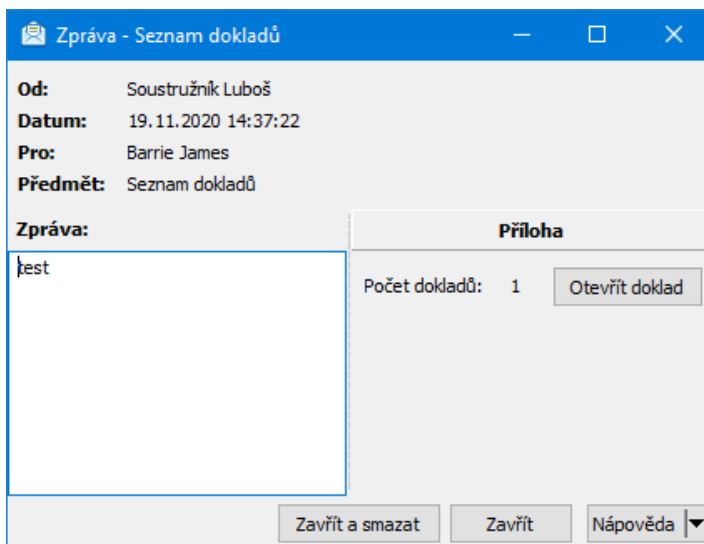 Zpráva - Seznam dokladů
Od: Soustružník Luboš
Datum: 19.11.2020 14:37:22
Pro: Barrie James
Předmět: Seznam dokladů
Zpráva:
test
Příloha
Počet dokladů: 1 Otevřít doklad
Zavřít a smazat Zavřít Nápověda